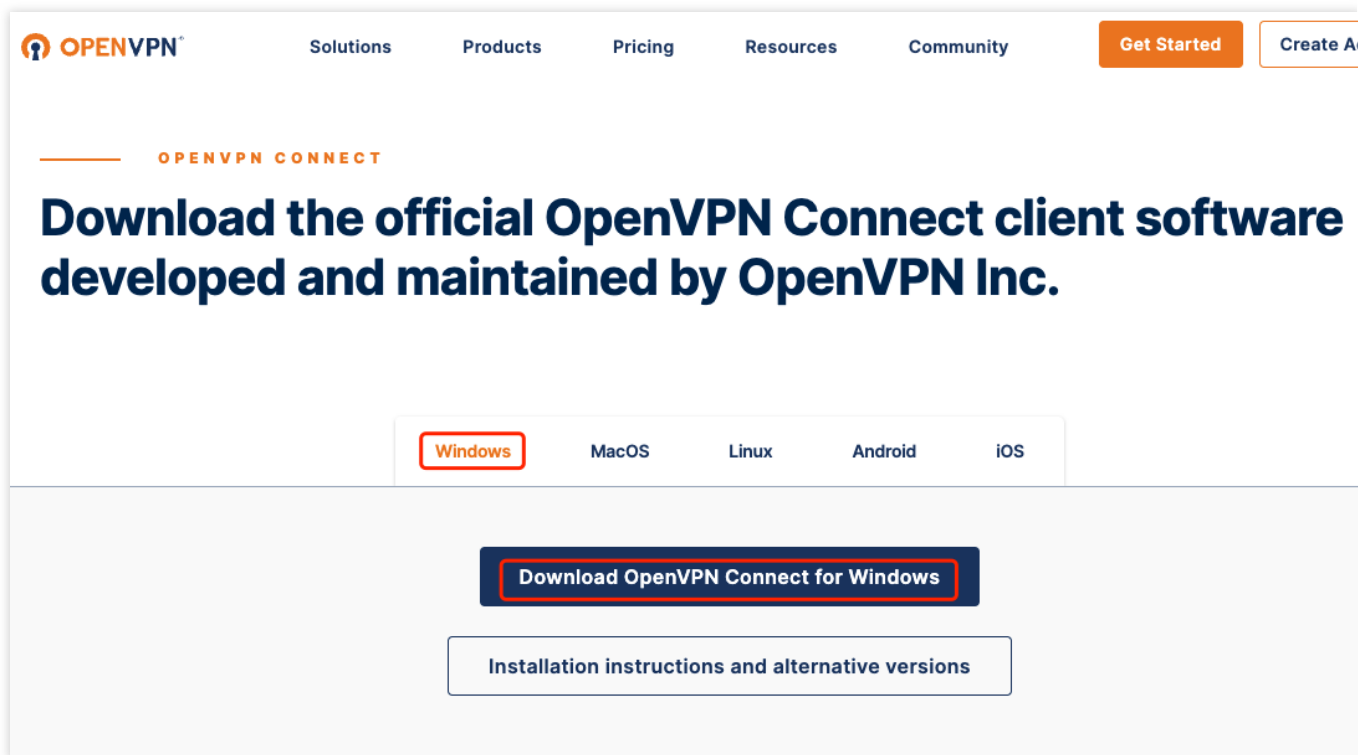 OPENVPN
Solutions
Products
Pricing
Resources
Community
Get Started
Create
OPENVPN CONNECT
Download the official OpenVPN Connect client software
developed and maintained by OpenVPN Inc.
Windows
MacOS
Linux
Android
iOS
Download OpenVPN Connect for Windows
Installation instructions and alternative versions